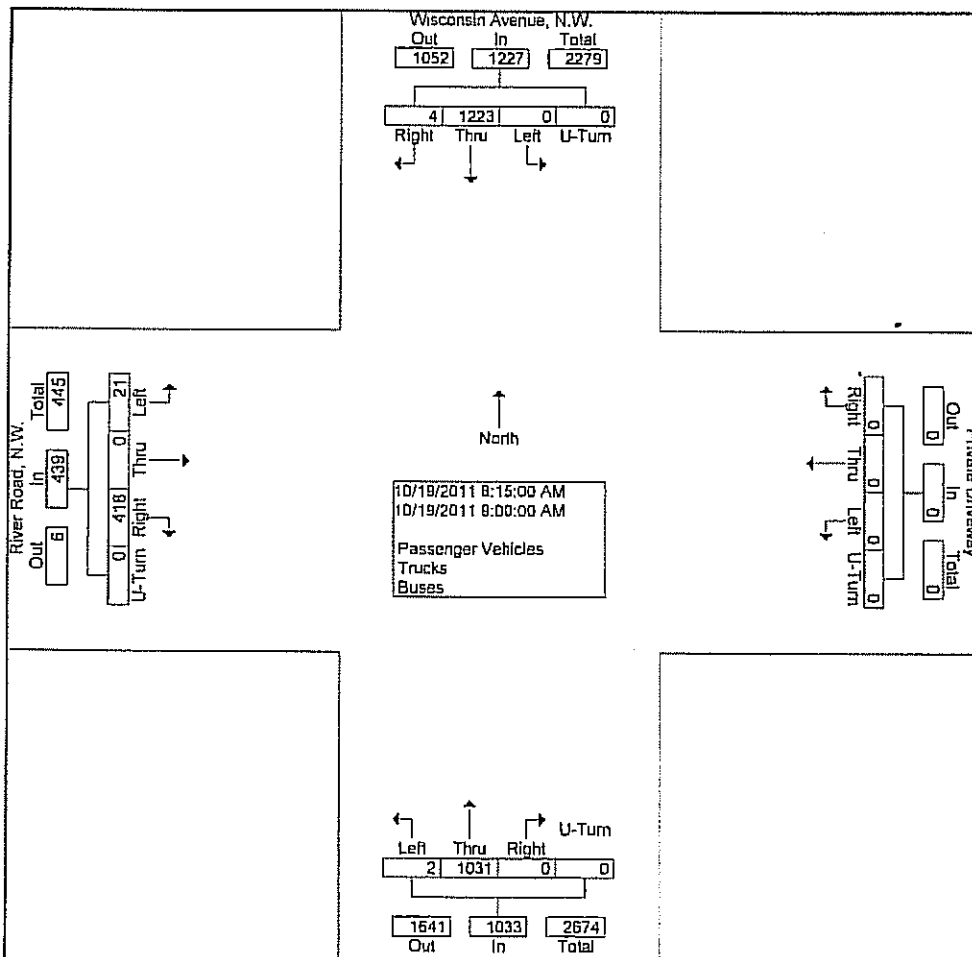 Wisconsin Avenue, N.W.
Out In Total
1052 1227 2279
4 1223 0 0
Right Thru Left U-Turn
River Road, N.W.
Total In Out
445 439 6
21 0 418 0
Left Thru Right U-Turn
North
10/19/2011 8:15:00 AM
10/19/2011 9:00:00 AM
Passenger Vehicles
Trucks
Buses
Right Thru Left U-Turn
0 0 0 0
Out In Total
0 0 0
Private Driveway
U-Turn
Left Thru Right
2 1031 0 0
1641 1033 2674
Out In Total